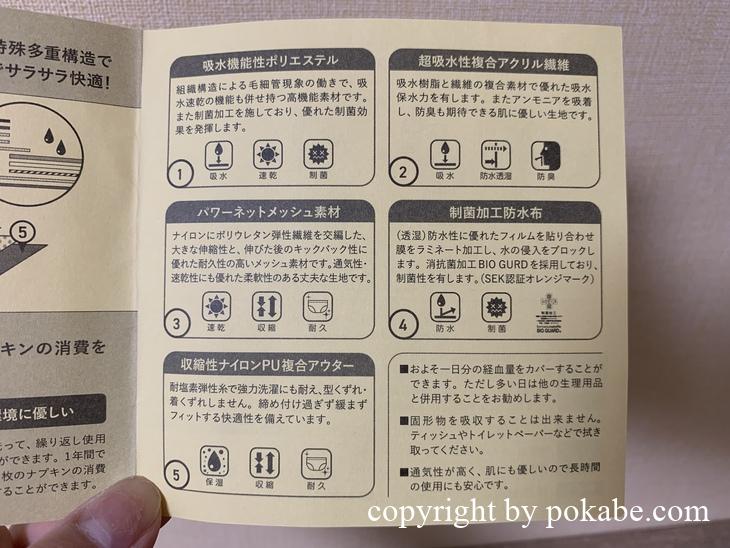 特殊多重構造で
でサラサラ快適！
5
キンの消費を
環境に優しい
洗って、繰り返し使用
ができます。1年間で
枚のナプキンの消費
することができます。
吸水機能性ポリエステル
組織構造による毛細管現象の働きで、吸
水速乾の機能も併せ持つ高機能素材です。
また制菌加工を施しており、優れた制菌効
果を発揮します。
1
吸水 速乾 制菌
超吸水性複合アクリル繊維
吸水樹脂と繊維の複合素材で優れた吸水
保水力を有します。またアンモニアを吸着
し、防臭も期待できる肌に優しい生地です。
2
吸水 防水透湿 防臭
パワーネットメッシュ素材
ナイロンにポリウレタン弾性繊維を交編した、
大きな伸縮性と、伸びた後のキックバック性に
優れた耐久性の高いメッシュ素材です。通気性・
速乾性にも優れた柔軟性のある丈夫な生地です。
3
速乾 収縮 耐久
制菌加工防水布
（透湿）防水性に優れたフィルムを貼り合わせ
膜をラミネート加工し、水の侵入をブロックし
ます。消抗菌加工BIO GURDを採用しており、
制菌性を有します。（SEK認証オレンジマーク）
4
防水 制菌
BIO GUARD
収縮性ナイロンPU複合アウター
耐塩素弾性糸で強力洗濯にも耐え、型くずれ・
着くずれしません。締め付け過ぎず緩まず
フィットする快適性を備えています。
5
保湿 収縮 耐久
■およそ一日分の経血量をカバーすることが
できます。ただし多い日は他の生理用品
と併用することをお勧めします。
■固形物を吸収することは出来ません。
ティッシュやトイレットペーパーなどで拭き
取ってください。
■通気性が高く、肌にも優しいので長時間
の使用にも安心です。
copyright by pokabe.com